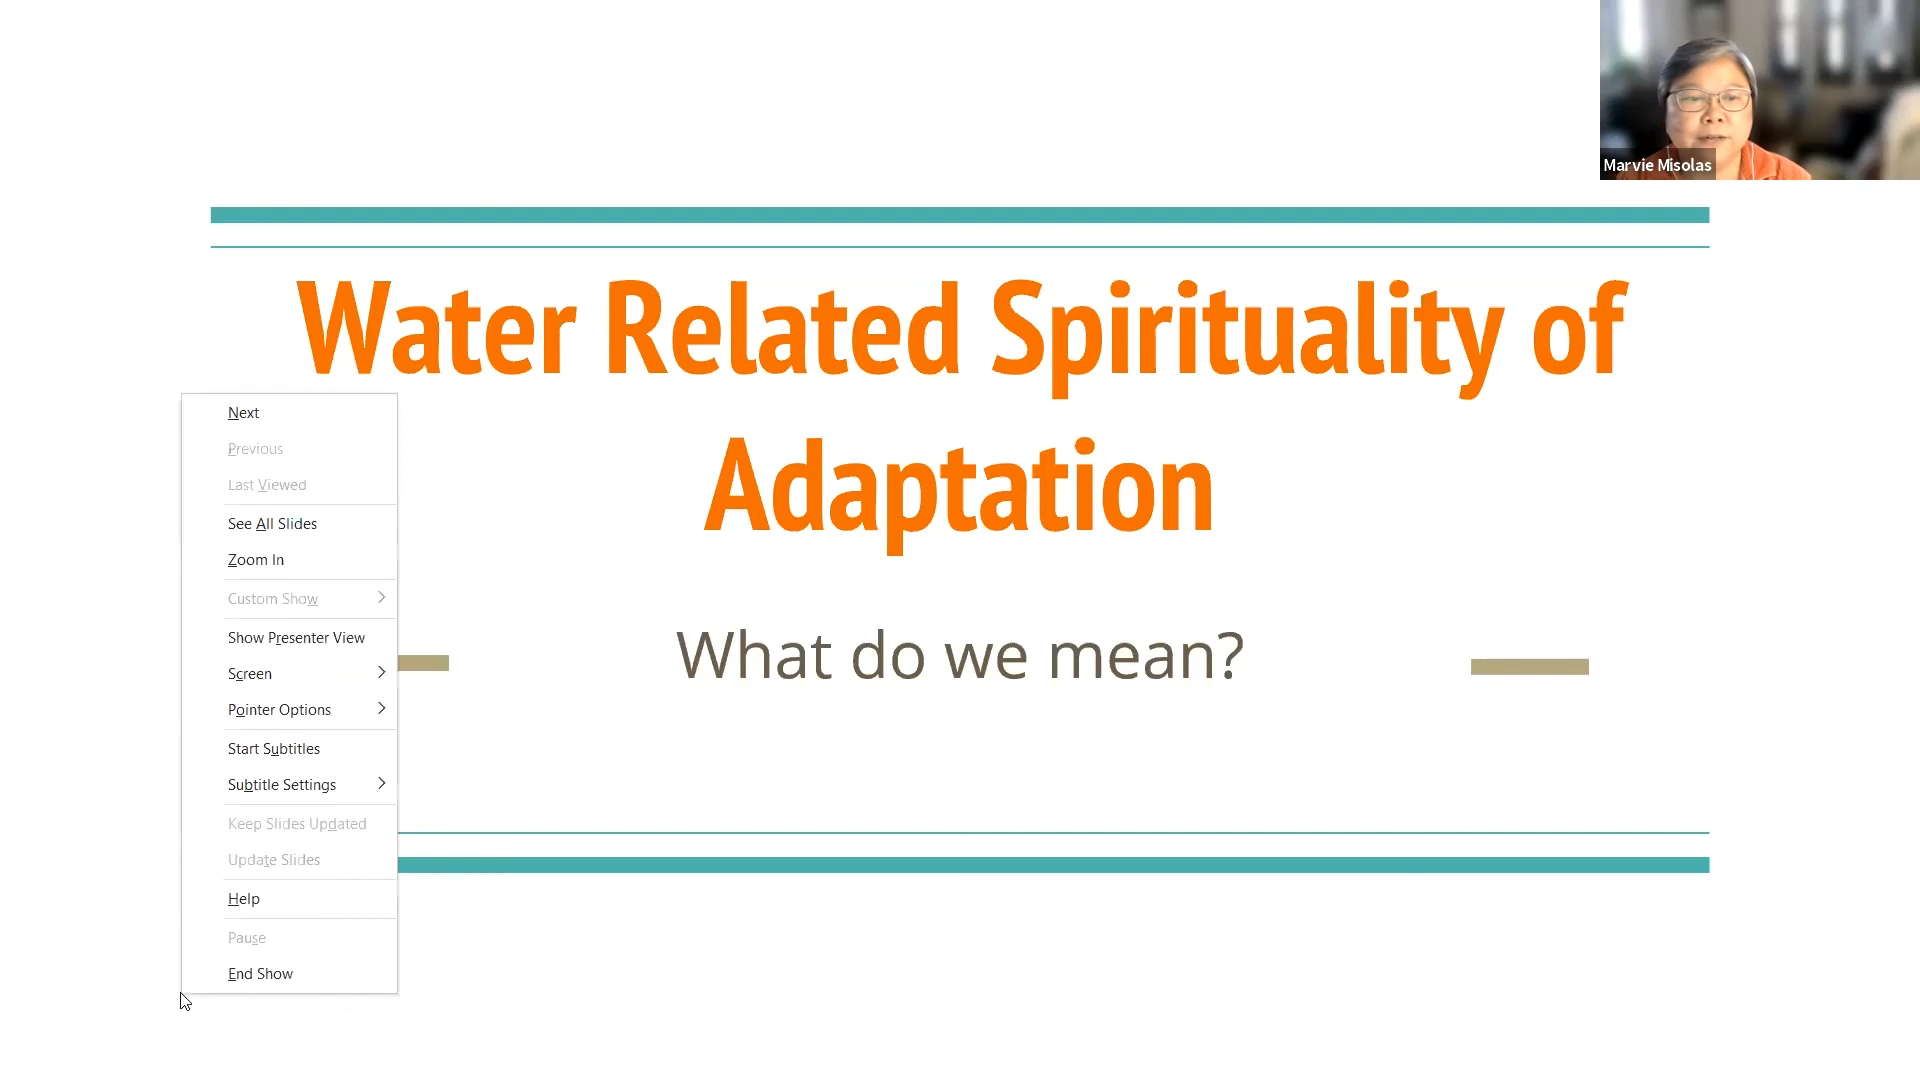 Marvie Misolas
Water Related Spirituality of
Adaptation
What do we mean?
Next
Previous
Last Viewed
See All Slides
Zoom In
Custom Show
Show Presenter View
Screen
Pointer Options
Start Subtitles
Subtitle Settings
Keep Slides Updated
Update Slides
Help
Pause
End Show